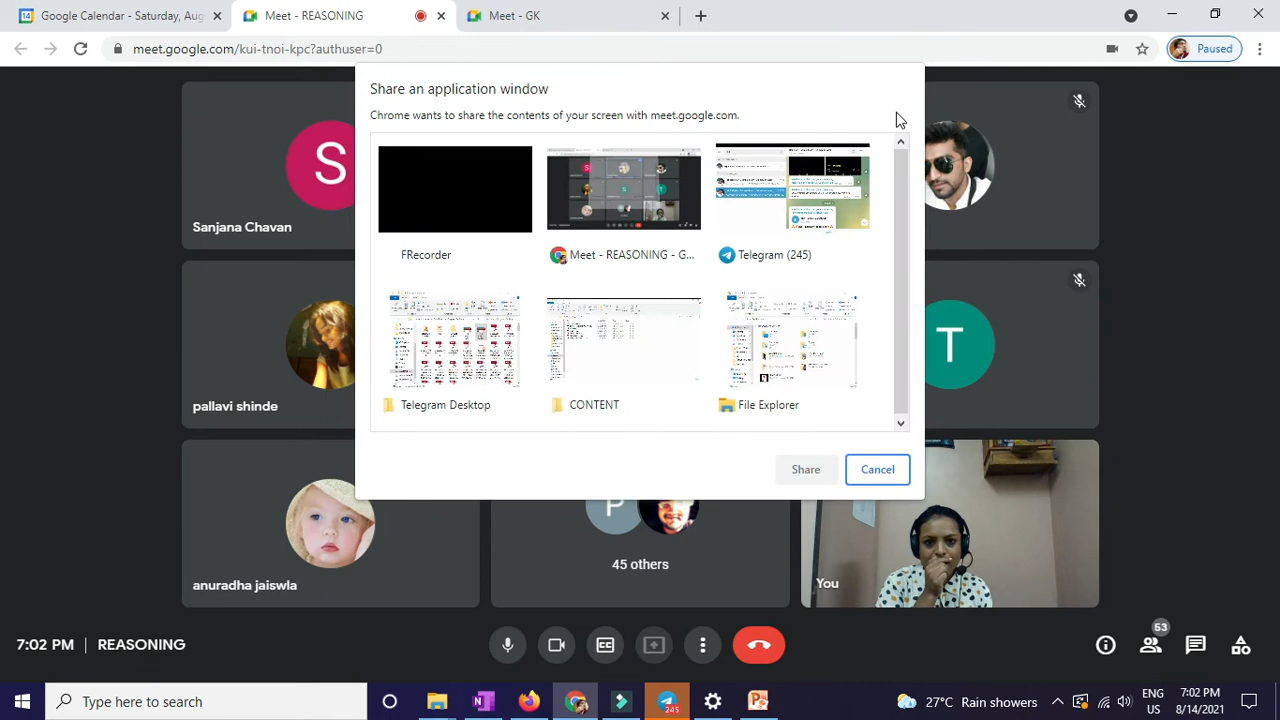 Google Calendar - Saturday, Aug
Meet - REASONING
Meet - GK
meet.google.com/kui-tnoi-kpc?authuser=0
Paused
Share an application window
Chrome wants to share the contents of your screen with meet.google.com.
FRecorder
Meet - REASONING - G...
Telegram (245)
Telegram Desktop
CONTENT
File Explorer
Share
Cancel
S
Sanjana Chavan
pallavi shinde
T
anuradha jaiswla
P
45 others
You
7:02 PM | REASONING
53
Type here to search
245
27°C Rain showers
ENG
US
7:02 PM
8/14/2021